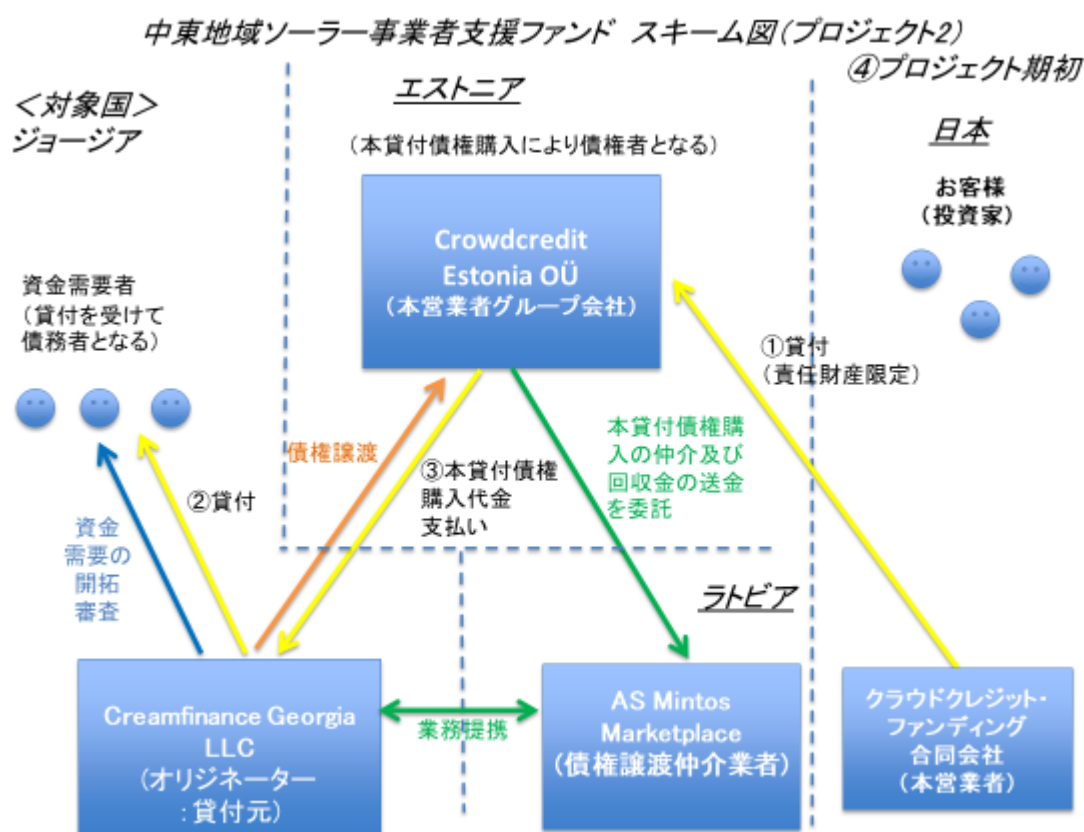 中東地域ソーラー事業者支援ファンド スキーム図(プロジェクト2)
④プロジェクト期初
＜対象国＞
ジョージア
エストニア
(本貸付債権購入により債権者となる)
日本
お客様
(投資家)
Crowdcredit
Estonia OÜ
(本営業者グループ会社)
資金需要者
(貸付を受けて
債務者となる)
①貸付
(責任財産限定)
債権譲渡
③本貸付債権
購入代金
支払い
本貸付債権購
入の仲介及び
回収金の送金
を委託
②貸付
資金
需要の
開拓
審査
ラトビア
Creamfinance Georgia
LLC
(オリジネーター
:貸付元)
業務提携
AS Mintos
Marketplace
(債権譲渡仲介業者)
クラウドクレジット・
ファンディング
合同会社
(本営業者)